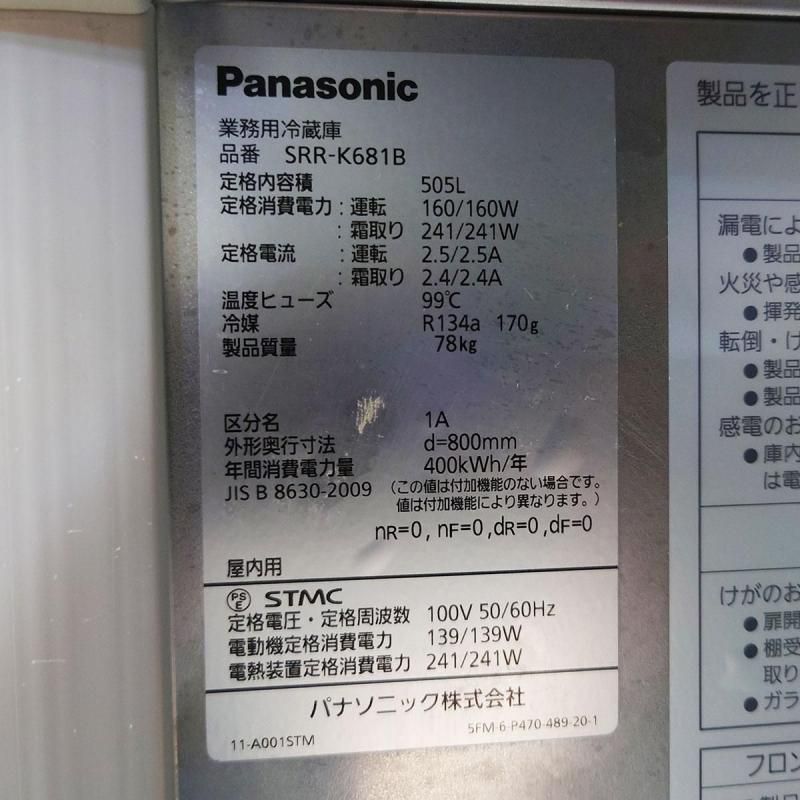 Panasonic
業務用冷蔵庫
品番 SRR-K681B
定格内容積 505L
定格消費電力:運転 160/160W
:霜取り 241/241W
定格電流 :運転 2.5/2.5A
:霜取り 2.4/2.4A
温度ヒューズ 99℃
冷媒 R134a 170g
製品質量 78kg
区分名 1A
外形奥行寸法 d=800mm
年間消費電力量 400kWh/年
JIS B 8630-2009 (この値は付加機能のない場合です。
値は付加機能により異なります。)
nR=0, nF=0, dR=0, dF=0
屋内用
PSE STMC
定格電圧・定格周波数 100V 50/60Hz
電動機定格消費電力 139/139W
電熱装置定格消費電力 241/241W
パナソニック株式会社
11-A001STM 5FM-6-P470-489-20-1
製品を正
漏電によ
●製品
火災や感
●揮発
転倒・け
●製品
●製品
感電のお
●庫内
は電
けがのお
●扉開
●棚受
取り
●ガラ
フロン